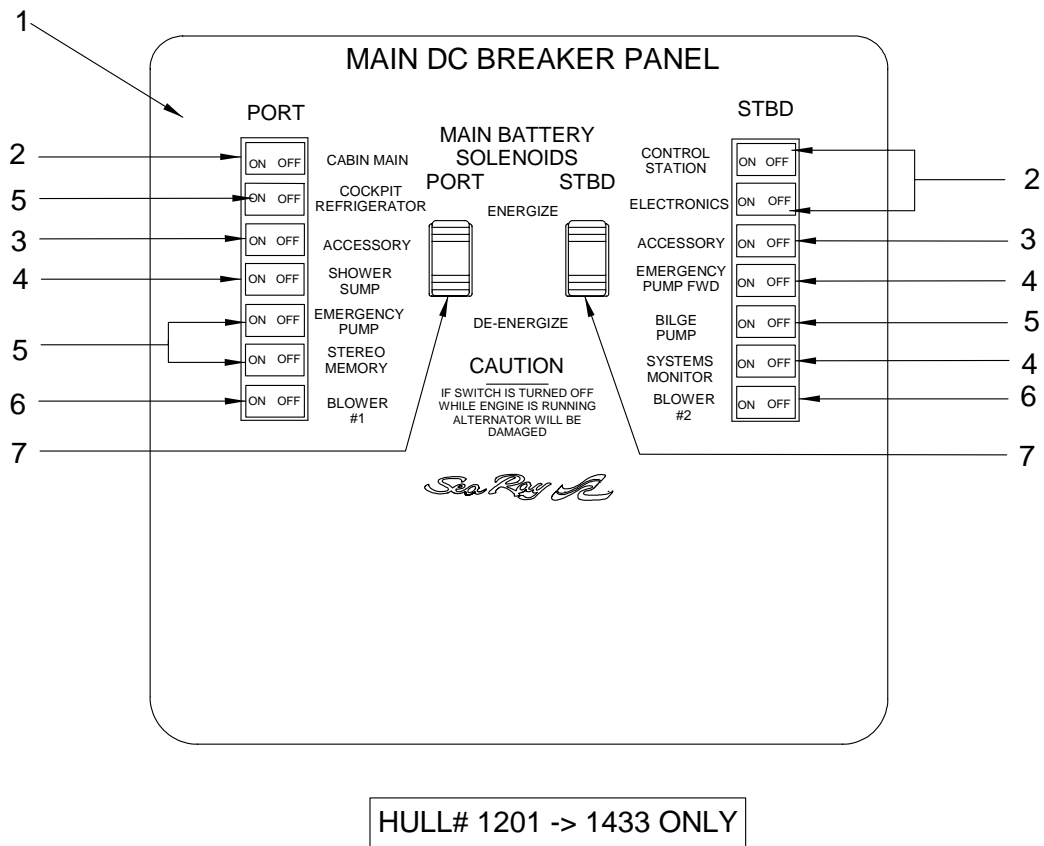 1
MAIN DC BREAKER PANEL
PORT
2
ON OFF
CABIN MAIN
5
ON OFF
COCKPIT
REFRIGERATOR
3
ON OFF
ACCESSORY
4
ON OFF
SHOWER
SUMP
5
ON OFF
EMERGENCY
PUMP
ON OFF
STEREO
MEMORY
6
ON OFF
BLOWER
#1
7
MAIN BATTERY
SOLENOIDS
PORT STBD
ENERGIZE
DE-ENERGIZE
CAUTION
IF SWITCH IS TURNED OFF
WHILE ENGINE IS RUNNING
ALTERNATOR WILL BE
DAMAGED
Sea Ray
STBD
CONTROL
STATION
ON OFF
2
ELECTRONICS
ON OFF
ACCESSORY
ON OFF
3
EMERGENCY
PUMP FWD
ON OFF
4
BILGE
PUMP
ON OFF
5
SYSTEMS
MONITOR
ON OFF
4
BLOWER
#2
ON OFF
6
7
HULL# 1201 -> 1433 ONLY